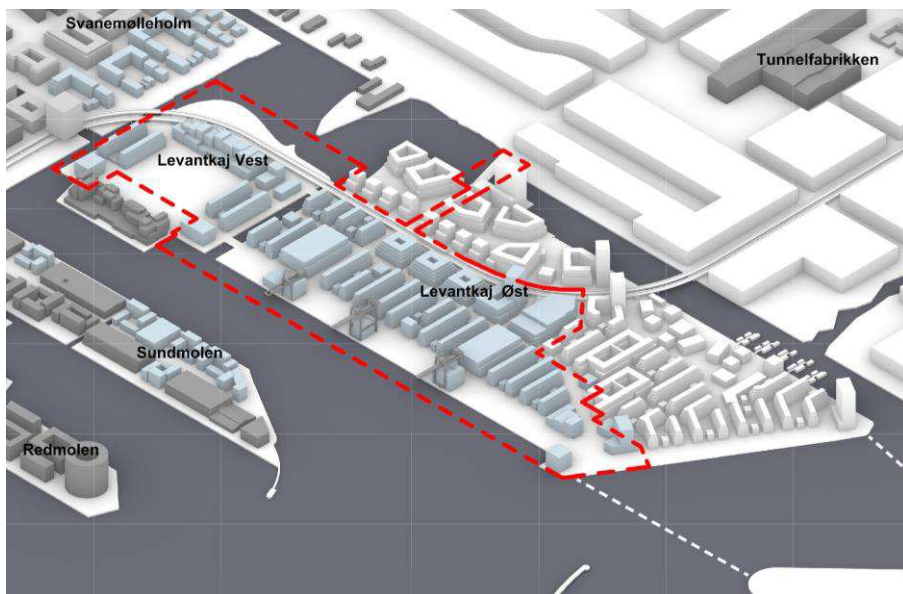 Svanemølleholm
Tunnelfabrikken
Levantkaj Vest
Levantkaj Øst
Sundmolen
Redmolen